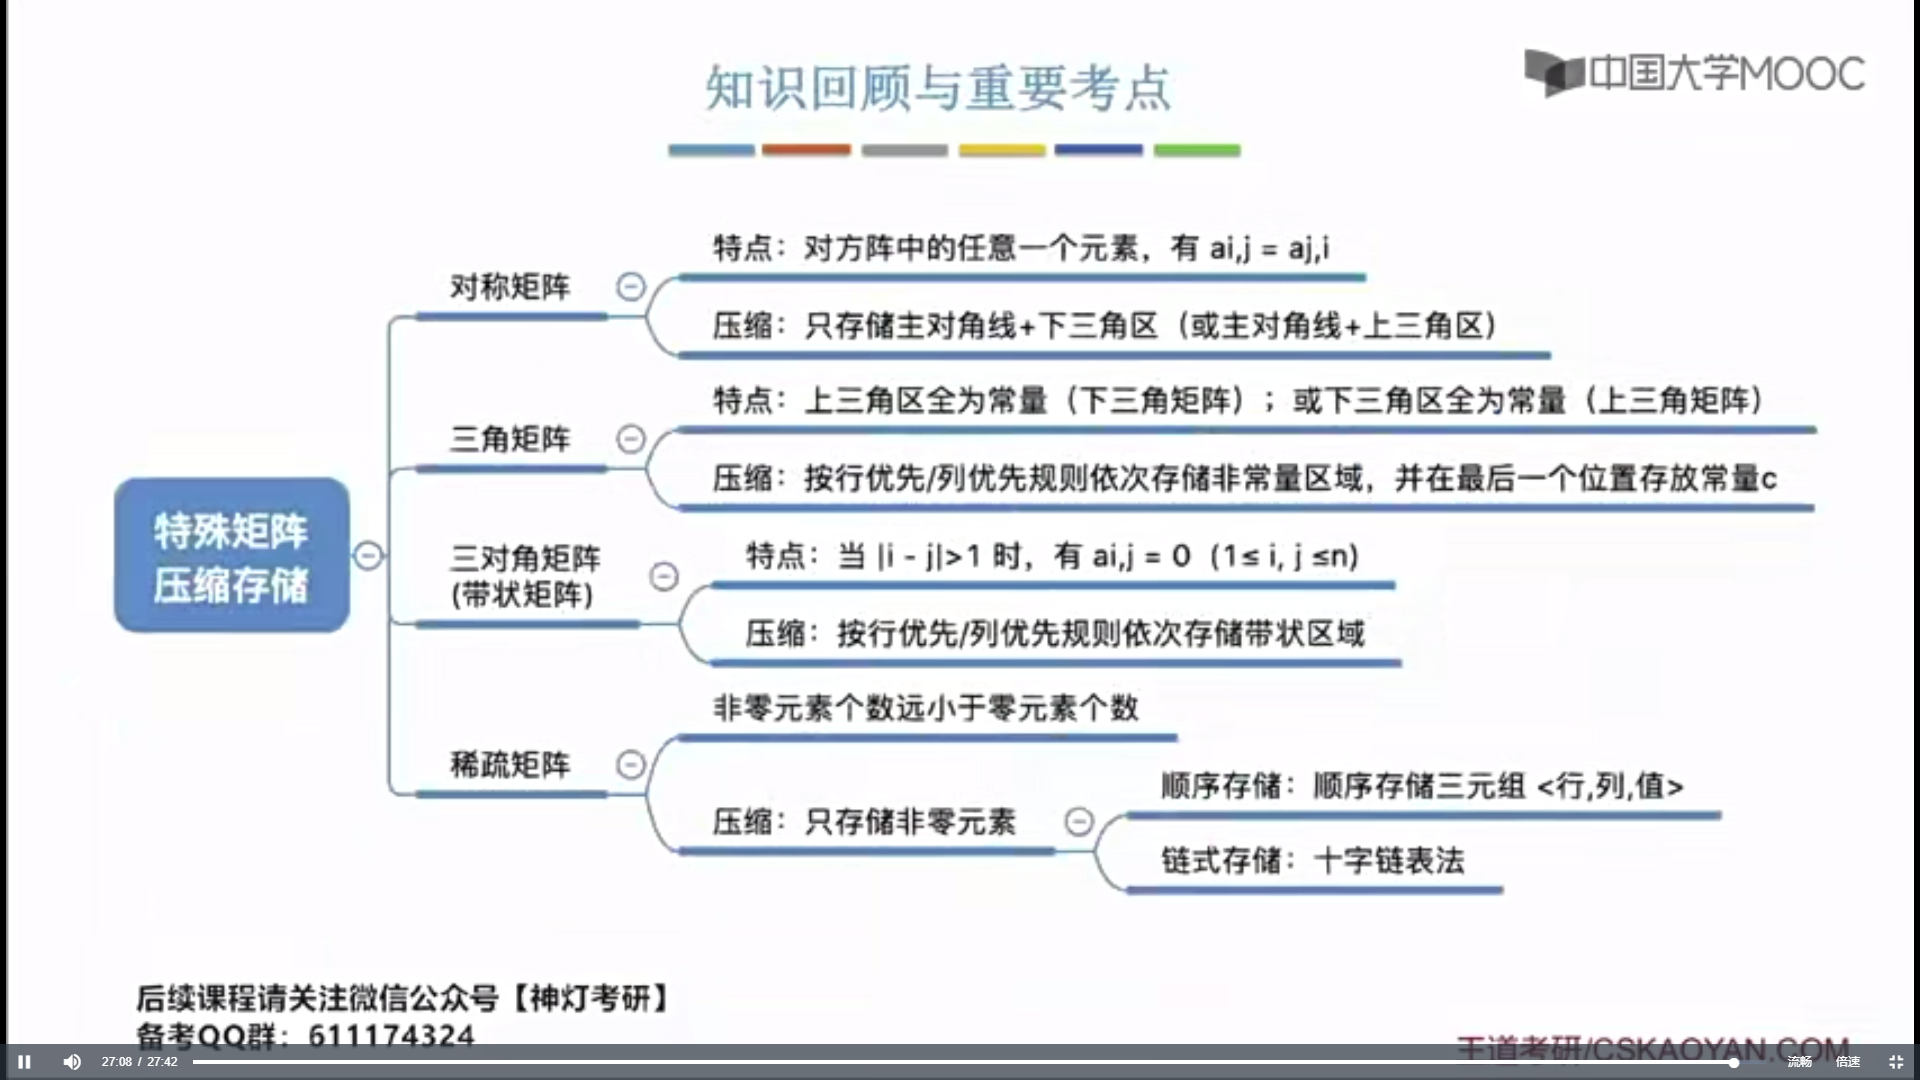 知识回顾与重要考点
中国大学MOOC
特殊矩阵
压缩存储
对称矩阵
特点：对方阵中的任意一个元素，有 ai,j = aj,i
压缩：只存储主对角线+下三角区（或主对角线+上三角区）
三角矩阵
特点：上三角区全为常量（下三角矩阵）；或下三角区全为常量（上三角矩阵）
压缩：按行优先/列优先规则依次存储非常量区域，并在最后一个位置存放常量c
三对角矩阵
(带状矩阵)
特点：当 |i - j|>1 时，有 ai,j = 0 (1≤ i, j ≤n)
压缩：按行优先/列优先规则依次存储带状区域
稀疏矩阵
非零元素个数远小于零元素个数
压缩：只存储非零元素
顺序存储：顺序存储三元组 <行,列,值>
链式存储：十字链表法
后续课程请关注微信公众号【神灯考研】
备考QQ群：611174324
王道考研/CSKAOYAN.COM
27:08 / 27:42
流畅
倍速